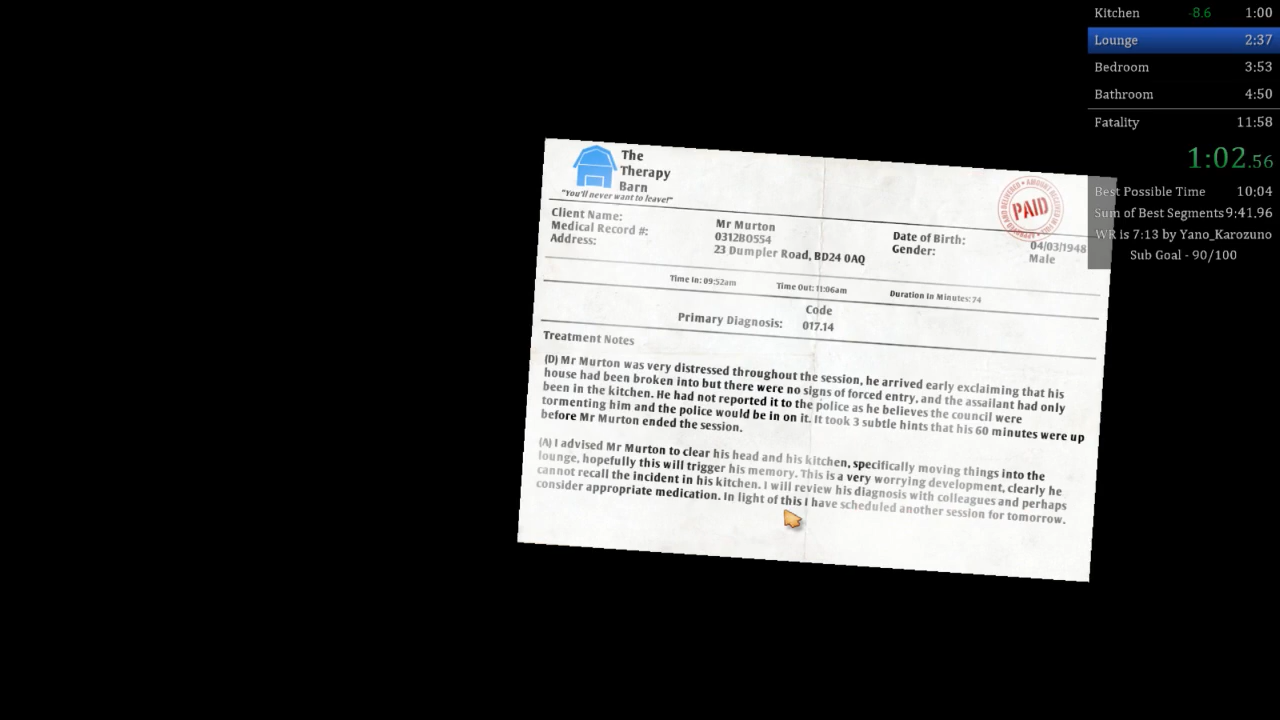 Kitchen -8.6 1:00
Lounge 2:37
Bedroom 3:53
Bathroom 4:50
Fatality 11:58
1:02.56
Best Possible Time 10:04
Sum of Best Segments 9:41.96
WR is 7:13 by Yano_Karozuno
Sub Goal - 90/100
The
Therapy
Barn
"You'll never want to leave!"
PAID
Client Name: Mr Murton
Medical Record #: 0312B0554
Address: 23 Dumpler Road, BD24 0AQ
Date of Birth: 04/03/1948
Gender: Male
Time In: 09:52am Time Out: 11:06am Duration in Minutes: 74
Code
Primary Diagnosis: 017.14
Treatment Notes
(D) Mr Murton was very distressed throughout the session, he arrived early exclaiming that his
house had been broken into but there were no signs of forced entry, and the assailant had only
been in the kitchen. He had not reported it to the police as he believes the council were
tormenting him and the police would be in on it. It took 3 subtle hints that his 60 minutes were up
before Mr Murton ended the session.
(A) I advised Mr Murton to clear his head and his kitchen, specifically moving things into the
lounge, hopefully this will trigger his memory. This is a very worrying development, clearly he
cannot recall the incident in his kitchen. I will review his diagnosis with colleagues and perhaps
consider appropriate medication. In light of this I have scheduled another session for tomorrow.